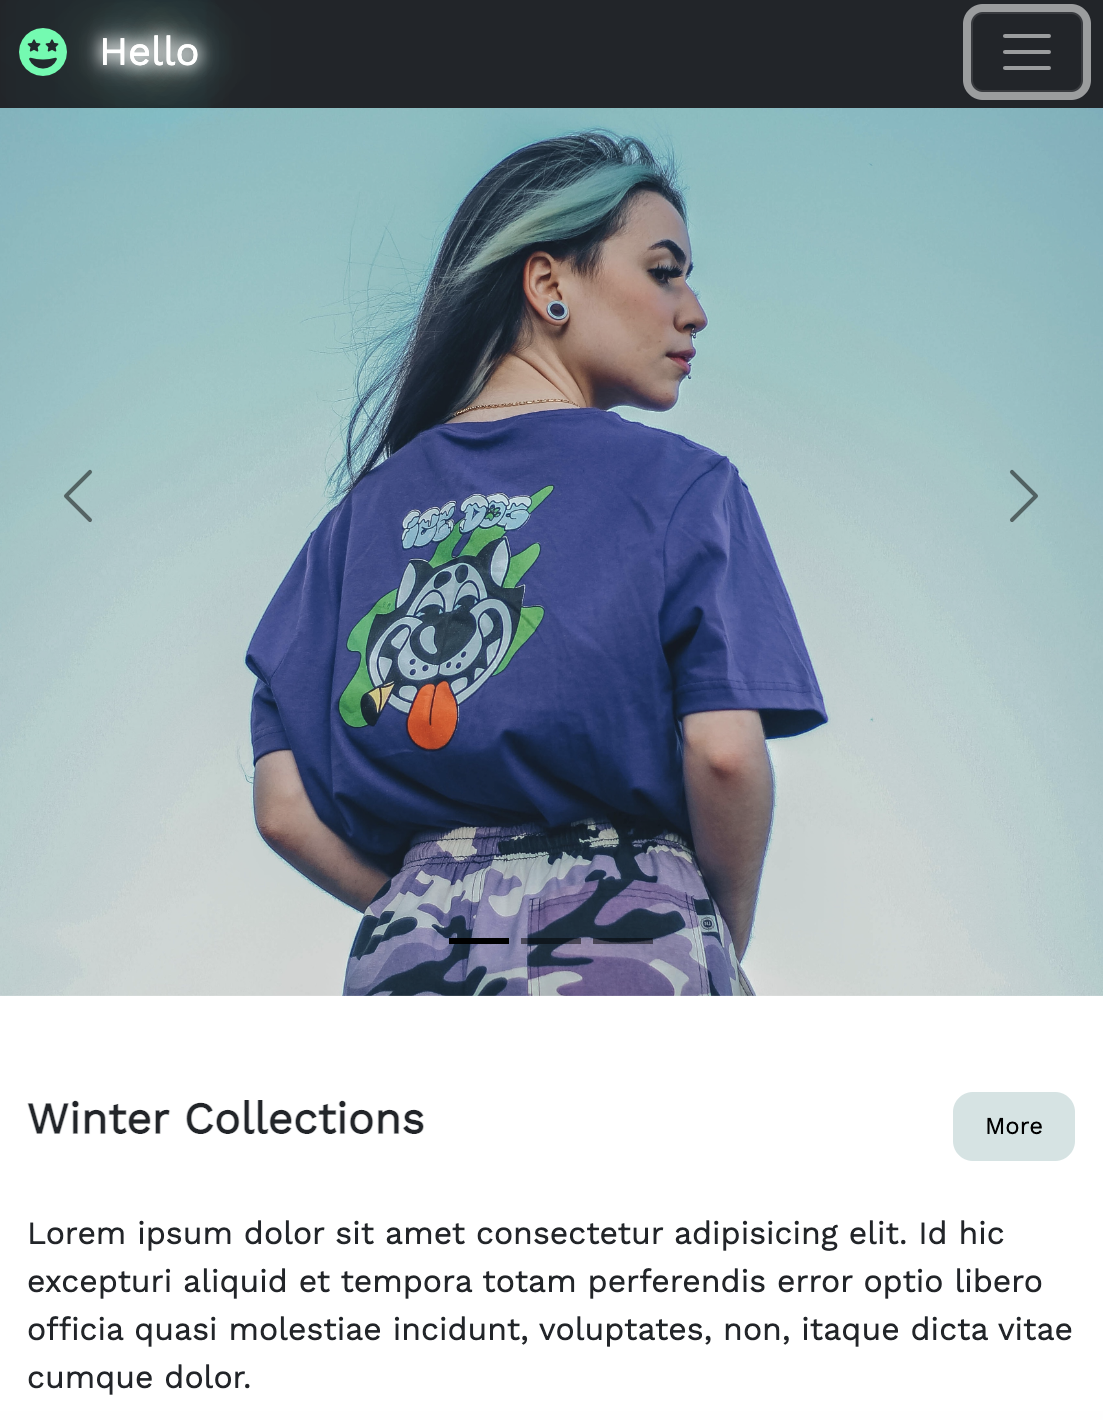 Hello
ICE DOG
Winter Collections
More
Lorem ipsum dolor sit amet consectetur adipisicing elit. Id hic
excepturi aliquid et tempora totam perferendis error optio libero
officia quasi molestiae incidunt, voluptates, non, itaque dicta vitae
cumque dolor.